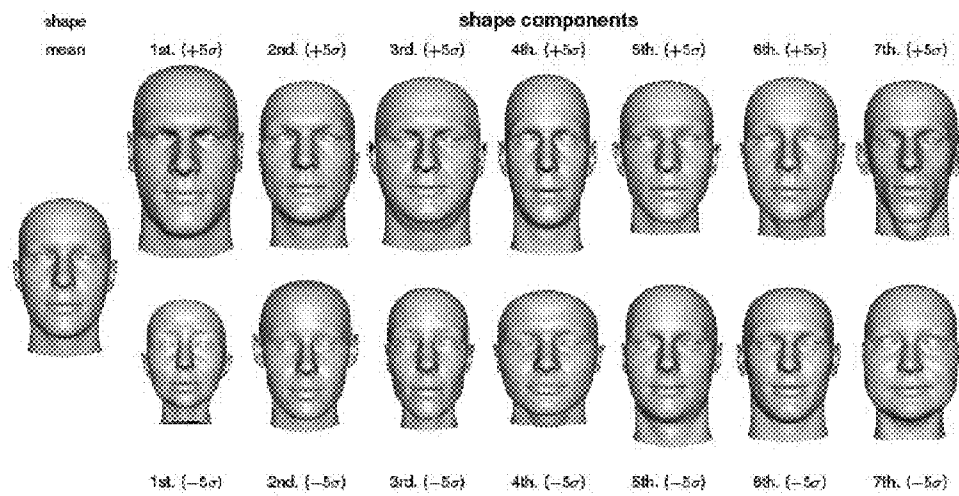 shape
mean
shape components
1st. (+5σ) 2nd. (+5σ) 3rd. (+5σ) 4th. (+5σ) 5th. (+5σ) 6th. (+5σ) 7th. (+5σ)
1st. (−5σ) 2nd. (−5σ) 3rd. (−5σ) 4th. (−5σ) 5th. (−5σ) 6th. (−5σ) 7th. (−5σ)